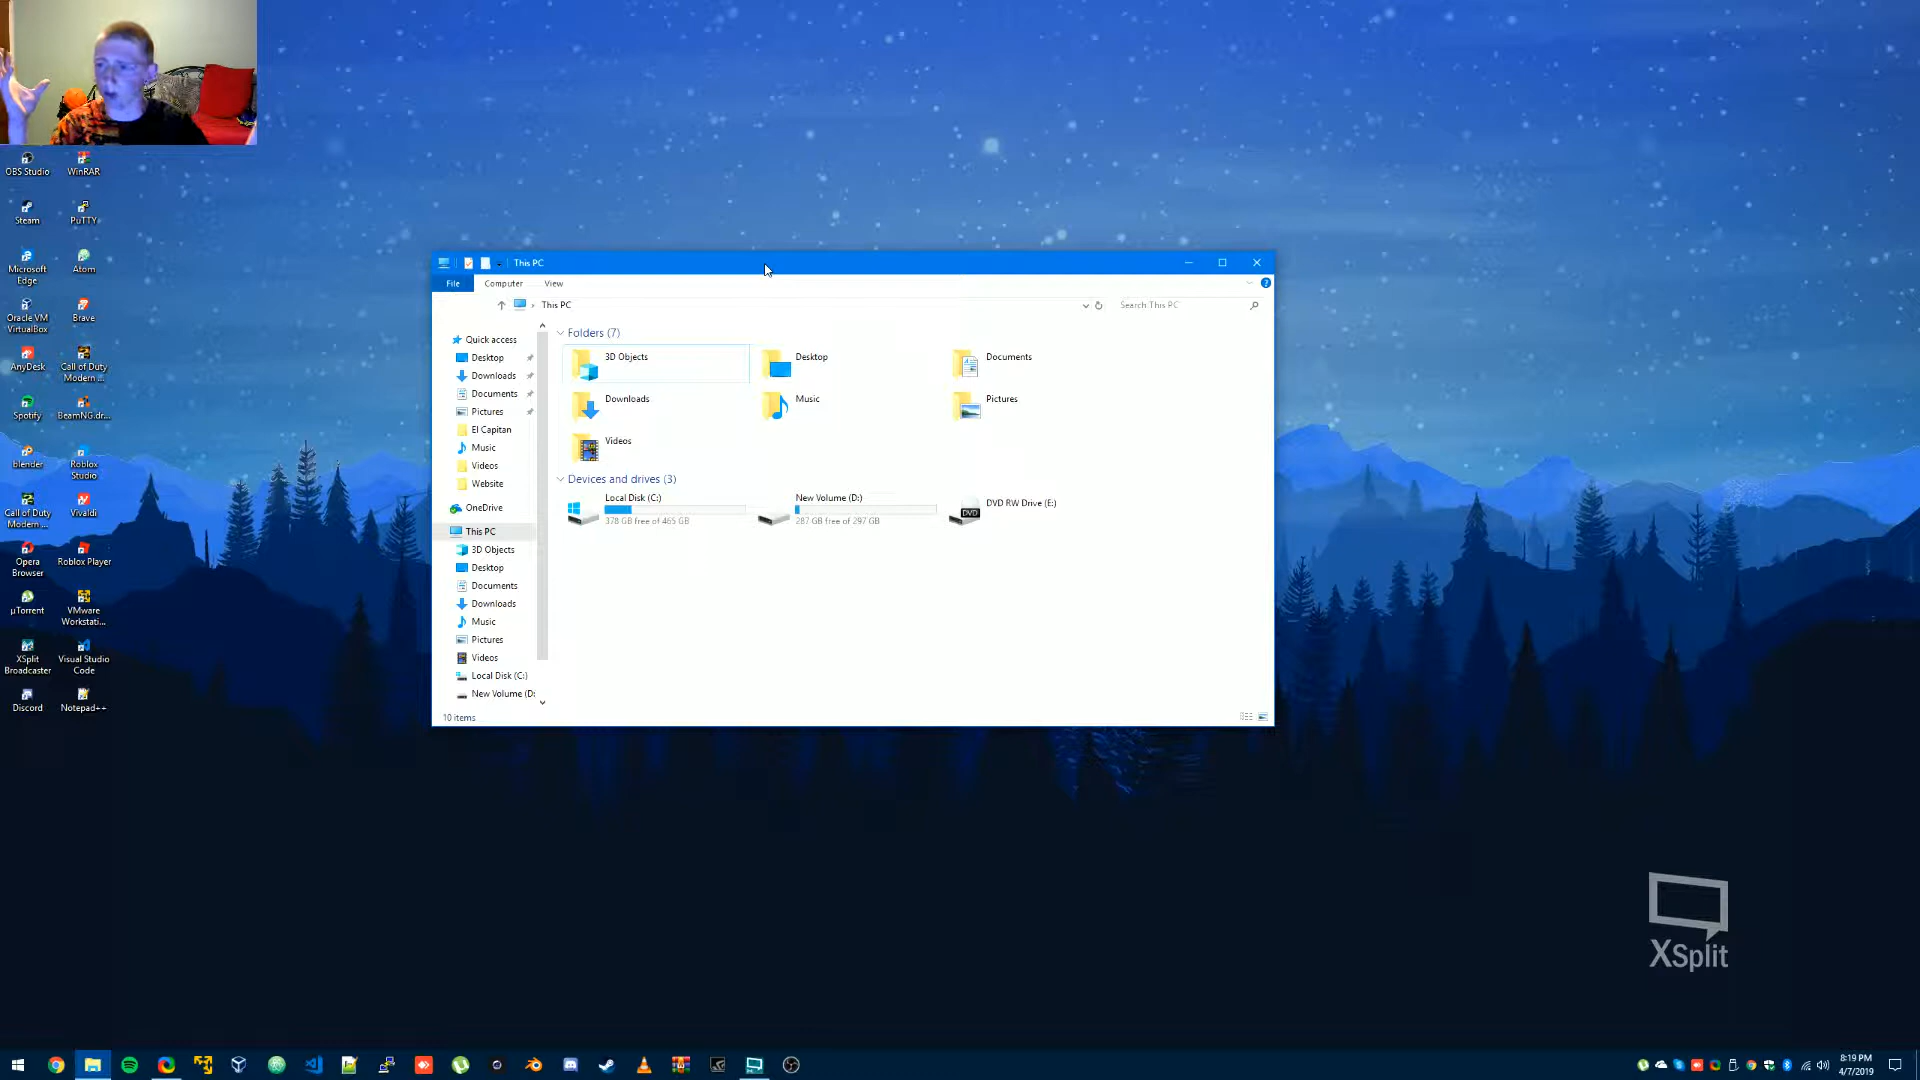 OBS Studio
WinRAR
Steam
PuTTY
Microsoft
Edge
Atom
Oracle VM
VirtualBox
Brave
AnyDesk
Call of Duty
Modern ...
Spotify
BeamNG.dr...
blender
Roblox
Studio
Call of Duty
Modern ...
Vivaldi
Opera
Browser
Roblox Player
µTorrent
VMware
Workstati...
XSplit
Broadcaster
Visual Studio
Code
Discord
Notepad++
This PC
File
Computer
View
This PC
Search This PC
Quick access
Desktop
Downloads
Documents
Pictures
El Capitan
Music
Videos
Website
OneDrive
This PC
3D Objects
Desktop
Documents
Downloads
Music
Pictures
Videos
Local Disk (C:)
New Volume (D:
Folders (7)
3D Objects
Desktop
Documents
Downloads
Music
Pictures
Videos
Devices and drives (3)
Local Disk (C:)
378 GB free of 465 GB
New Volume (D:)
287 GB free of 297 GB
DVD RW Drive (E:)
DVD
10 items
XSplit
8:19 PM
4/7/2019